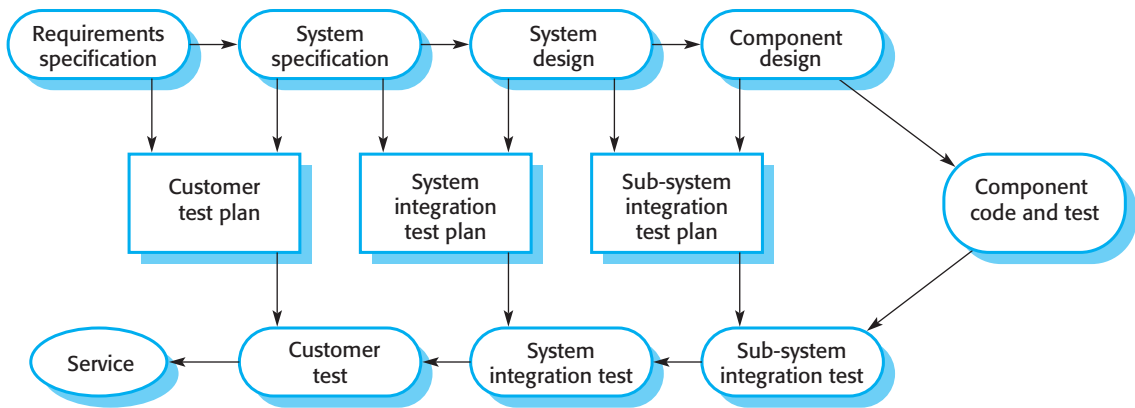 Requirements
specification
System
specification
System
design
Component
design
Customer
test plan
System
integration
test plan
Sub-system
integration
test plan
Component
code and test
Service
Customer
test
System
integration test
Sub-system
integration test